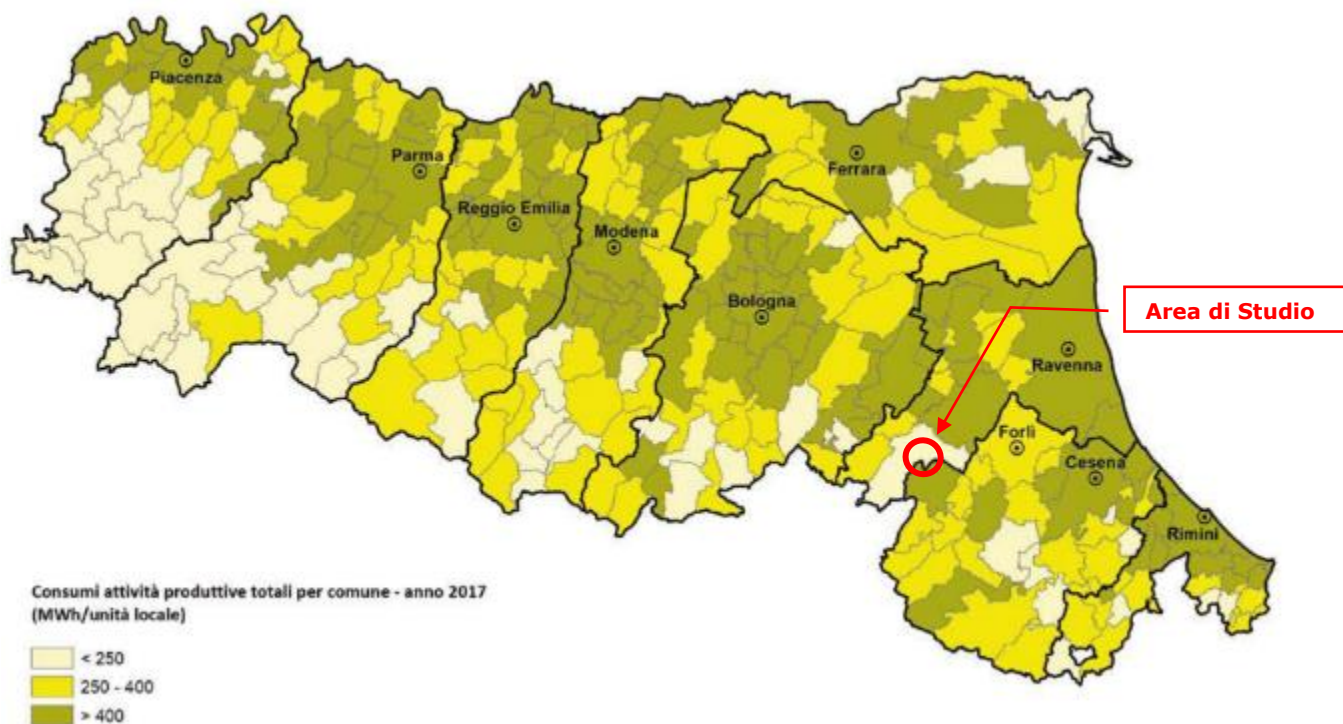 Piacenza
Parma
Ferrara
Reggio Emilia
Modena
Bologna
Area di Studio
Ravenna
Forlì
Cesena
Rimini
Consumi attività produttive totali per comune - anno 2017
(MWh/unità locale)
< 250
250 - 400
> 400